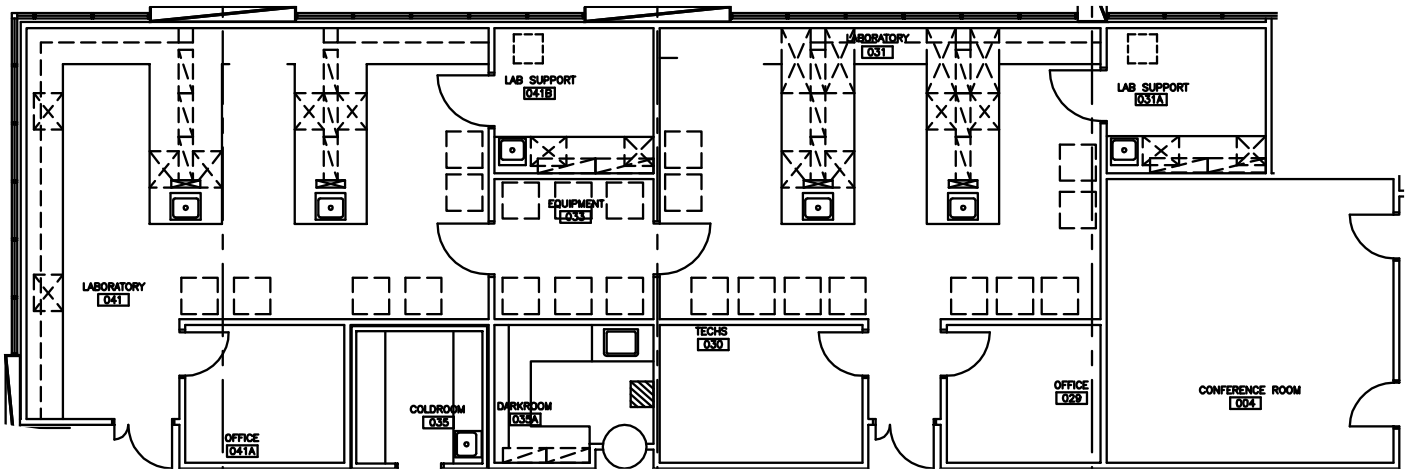 LABORATORY
031
LAB SUPPORT
041B
LAB SUPPORT
031A
EQUIPMENT
033
LABORATORY
041
TECHS
030
OFFICE
029
CONFERENCE ROOM
004
COLDROOM
035
DARKROOM
035A
OFFICE
041A